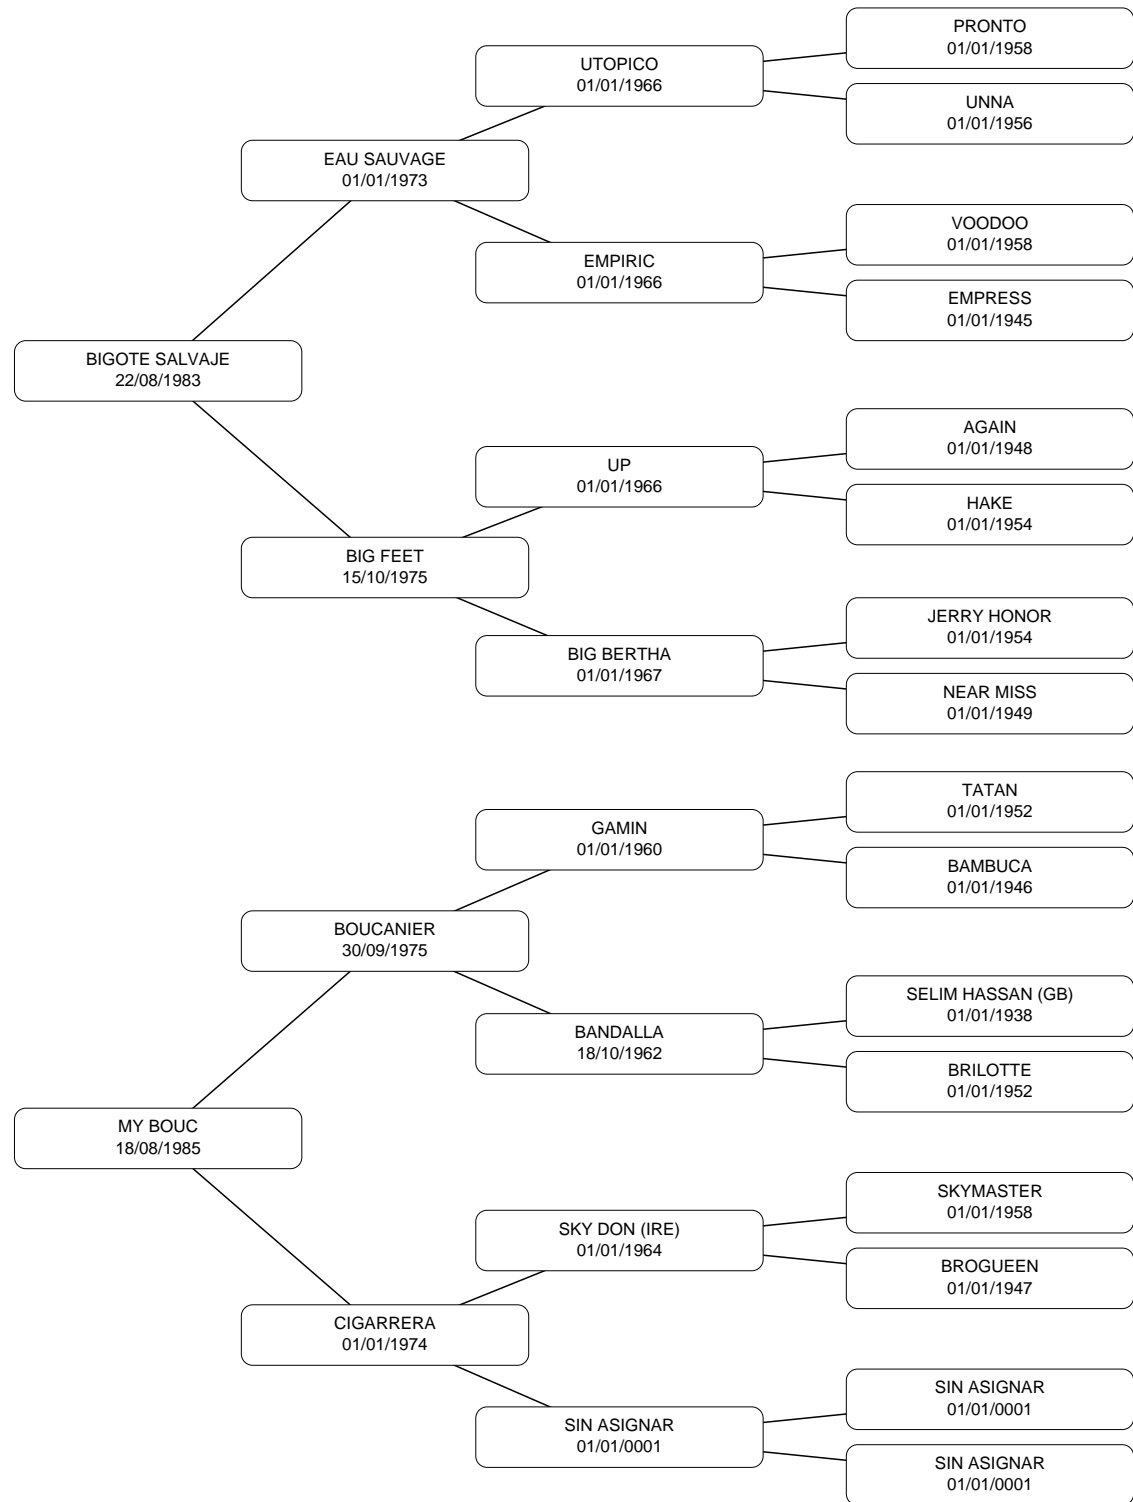 PRONTO
01/01/1958
UTOPICO
01/01/1966
UNNA
01/01/1956
EAU SAUVAGE
01/01/1973
VOODOO
01/01/1958
EMPIRIC
01/01/1966
EMPRESS
01/01/1945
BIGOTE SALVAJE
22/08/1983
AGAIN
01/01/1948
UP
01/01/1966
HAKE
01/01/1954
BIG FEET
15/10/1975
JERRY HONOR
01/01/1954
BIG BERTHA
01/01/1967
NEAR MISS
01/01/1949
TATAN
01/01/1952
GAMIN
01/01/1960
BAMBUCA
01/01/1946
BOUCANIER
30/09/1975
SELIM HASSAN (GB)
01/01/1938
BANDALLA
18/10/1962
BRILOTTE
01/01/1952
MY BOUC
18/08/1985
SKYMASTER
01/01/1958
SKY DON (IRE)
01/01/1964
BROGUEEN
01/01/1947
CIGARRERA
01/01/1974
SIN ASIGNAR
01/01/0001
SIN ASIGNAR
01/01/0001
SIN ASIGNAR
01/01/0001